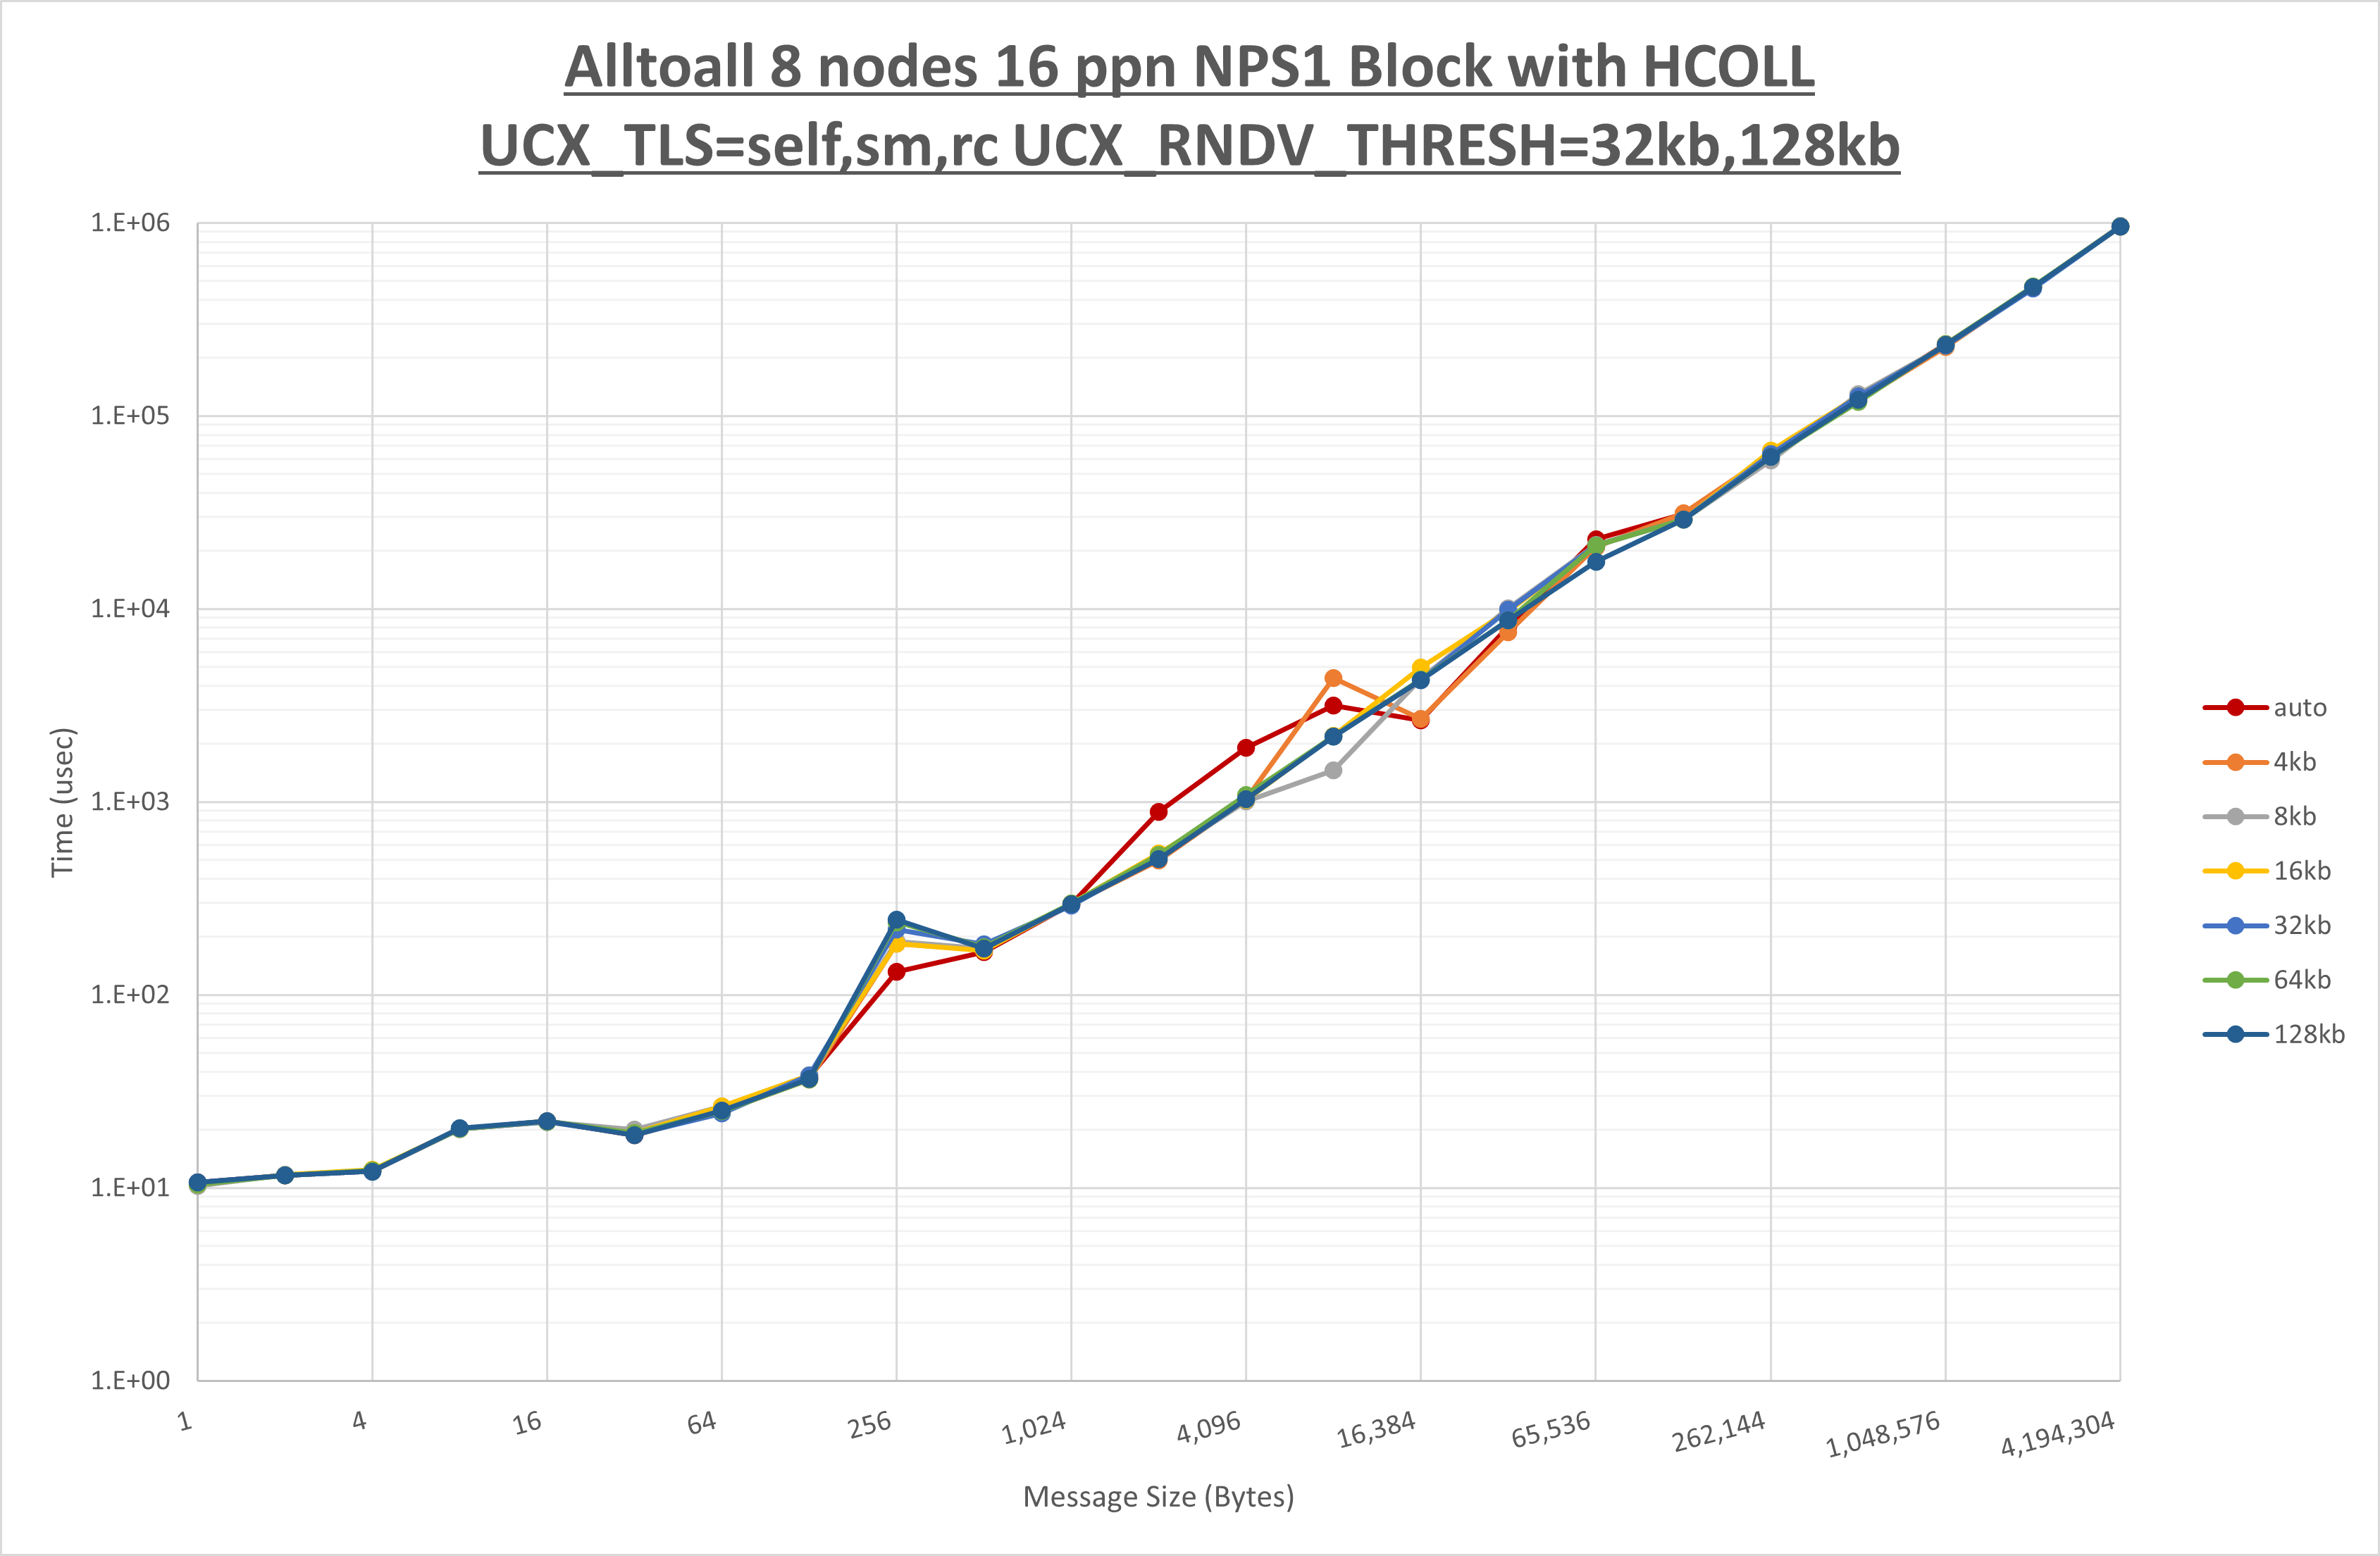 Alltoall 8 nodes 16 ppn NPS1 Block with HCOLL
UCX_TLS=self,sm,rc UCX_RNDV_THRESH=32kb,128kb
1.E+06
1.E+05
1.E+04
1.E+03
1.E+02
1.E+01
1.E+00
Time (usec)
1
4
16
64
256
1,024
4,096
16,384
65,536
262,144
1,048,576
4,194,304
Message Size (Bytes)
auto
4kb
8kb
16kb
32kb
64kb
128kb